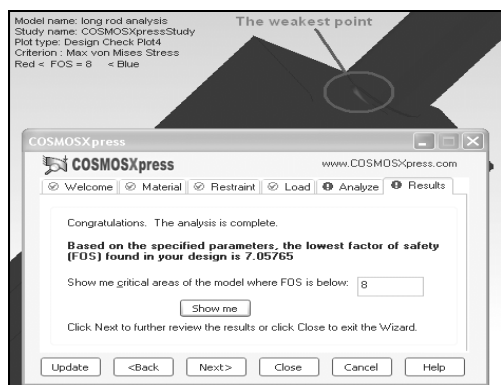 Model name: long rod analysis
Study name: COSMOSXpressStudy
Plot type: Design Check Plot4
Criterion : Max von Mises Stress
Red < FOS = 8 < Blue
The weakest point
COSMOSXpress
COSMOSXpress
www.COSMOSXpress.com
Welcome Material Restraint Load Analyze Results
Congratulations. The analysis is complete.
Based on the specified parameters, the lowest factor of safety
(FOS) found in your design is 7.05765
Show me critical areas of the model where FOS is below: 8
Show me
Click Next to further review the results or click Close to exit the Wizard.
Update <Back Next> Close Cancel Help